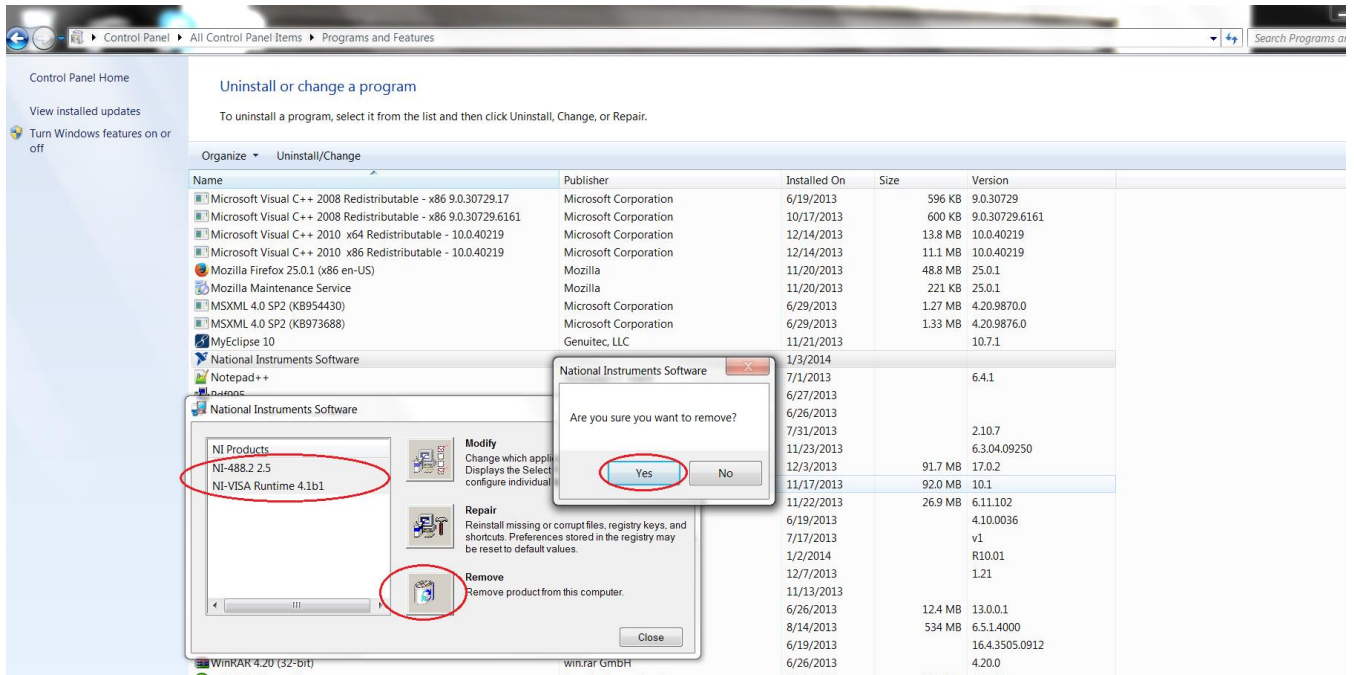 Control Panel ▸ All Control Panel Items ▸ Programs and Features
Search Programs a
Control Panel Home
View installed updates
Turn Windows features on or
off
Uninstall or change a program
To uninstall a program, select it from the list and then click Uninstall, Change, or Repair.
Organize Uninstall/Change
Name Publisher Installed On Size Version
Microsoft Visual C++ 2008 Redistributable - x86 9.0.30729.17 Microsoft Corporation 6/19/2013 596 KB 9.0.30729
Microsoft Visual C++ 2008 Redistributable - x86 9.0.30729.6161 Microsoft Corporation 10/17/2013 600 KB 9.0.30729.6161
Microsoft Visual C++ 2010 x64 Redistributable - 10.0.40219 Microsoft Corporation 12/14/2013 13.8 MB 10.0.40219
Microsoft Visual C++ 2010 x86 Redistributable - 10.0.40219 Microsoft Corporation 12/14/2013 11.1 MB 10.0.40219
Mozilla Firefox 25.0.1 (x86 en-US) Mozilla 11/20/2013 48.8 MB 25.0.1
Mozilla Maintenance Service Mozilla 11/20/2013 221 KB 25.0.1
MSXML 4.0 SP2 (KB954430) Microsoft Corporation 6/29/2013 1.27 MB 4.20.9870.0
MSXML 4.0 SP2 (KB973688) Microsoft Corporation 6/29/2013 1.33 MB 4.20.9876.0
MyEclipse 10 Genuitec, LLC 11/21/2013 10.7.1
National Instruments Software 1/3/2014
Notepad++ 7/1/2013 6.4.1
Pdf995 6/27/2013
6/26/2013
7/31/2013 2.10.7
11/23/2013 6.3.04.09250
12/3/2013 91.7 MB 17.0.2
11/17/2013 92.0 MB 10.1
11/22/2013 26.9 MB 6.11.102
6/19/2013 4.10.0036
7/17/2013 v1
1/2/2014 R10.01
12/7/2013 1.21
11/13/2013
6/26/2013 12.4 MB 13.0.0.1
8/14/2013 534 MB 6.5.1.4000
6/19/2013 16.4.3505.0912
WinRAR 4.20 (32-bit) win.rar GmbH 6/26/2013 4.20.0
National Instruments Software
Are you sure you want to remove?
Yes No
National Instruments Software
NI Products
NI-488.2 2.5
NI-VISA Runtime 4.1b1
Modify
Change which appli
Displays the Select
configure individual
Repair
Reinstall missing or corrupt files, registry keys, and
shortcuts. Preferences stored in the registry may
be reset to default values.
Remove
Remove product from this computer.
Close